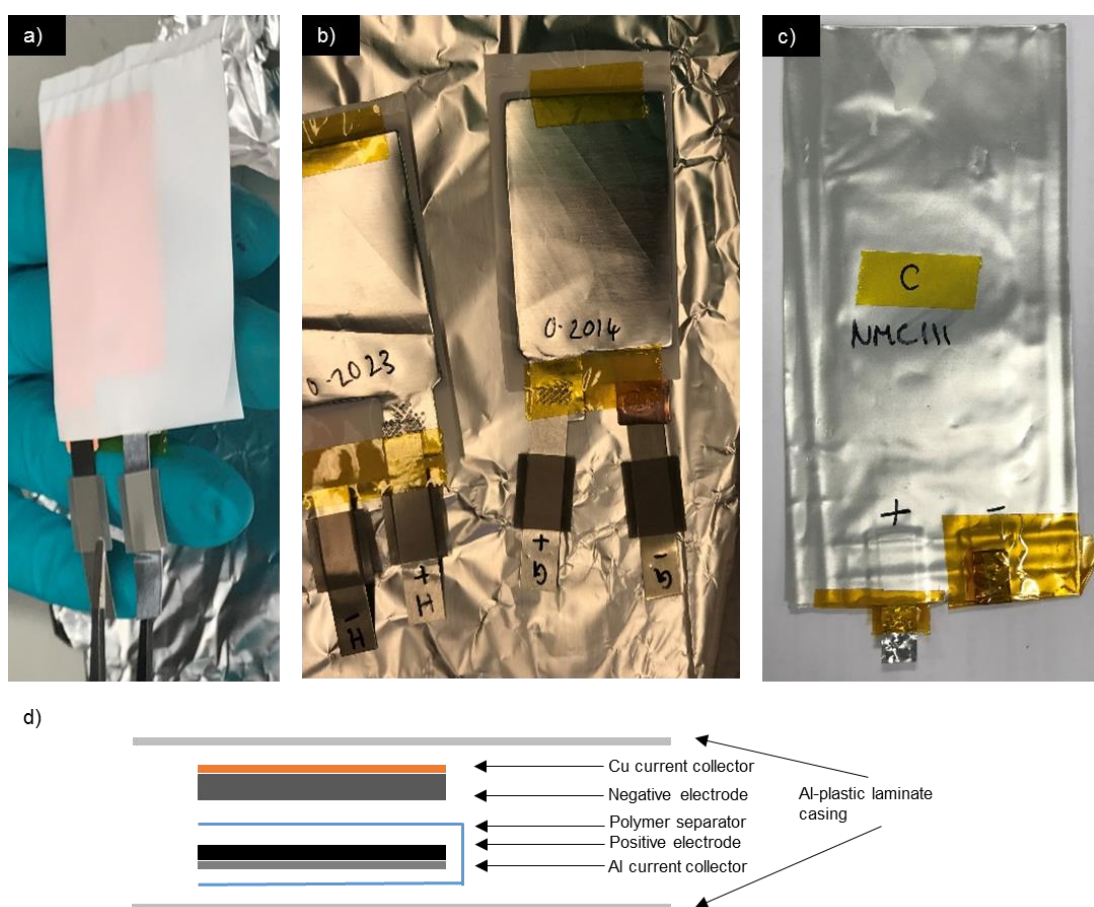 a)
b)
c)
0.2023
0.2014
- H
+ H
+ G
- G
C
NMC111
+ -
d)
Cu current collector
Negative electrode
Polymer separator
Positive electrode
Al current collector
Al-plastic laminate
casing